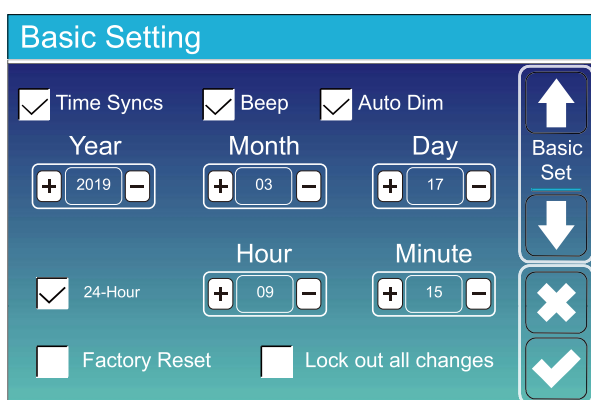 Basic Setting
Time Syncs Beep Auto Dim
Year Month Day
Basic
Set
+ 2019 − + 03 − + 17 −
Hour Minute
24-Hour + 09 − + 15 −
Factory Reset Lock out all changes